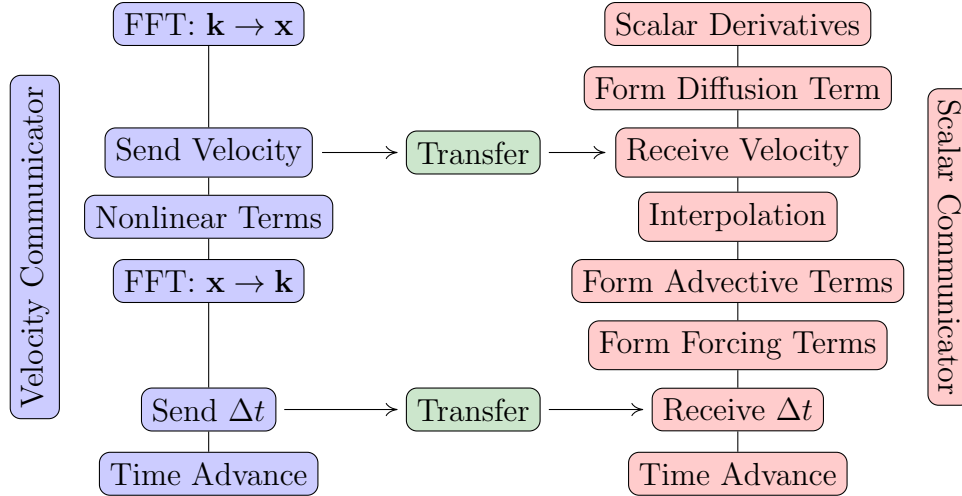 FFT: k → x
Scalar Derivatives
Form Diffusion Term
Velocity Communicator
Scalar Communicator
Send Velocity
Transfer
Receive Velocity
Nonlinear Terms
Interpolation
FFT: x → k
Form Advective Terms
Form Forcing Terms
Send Δt
Transfer
Receive Δt
Time Advance
Time Advance